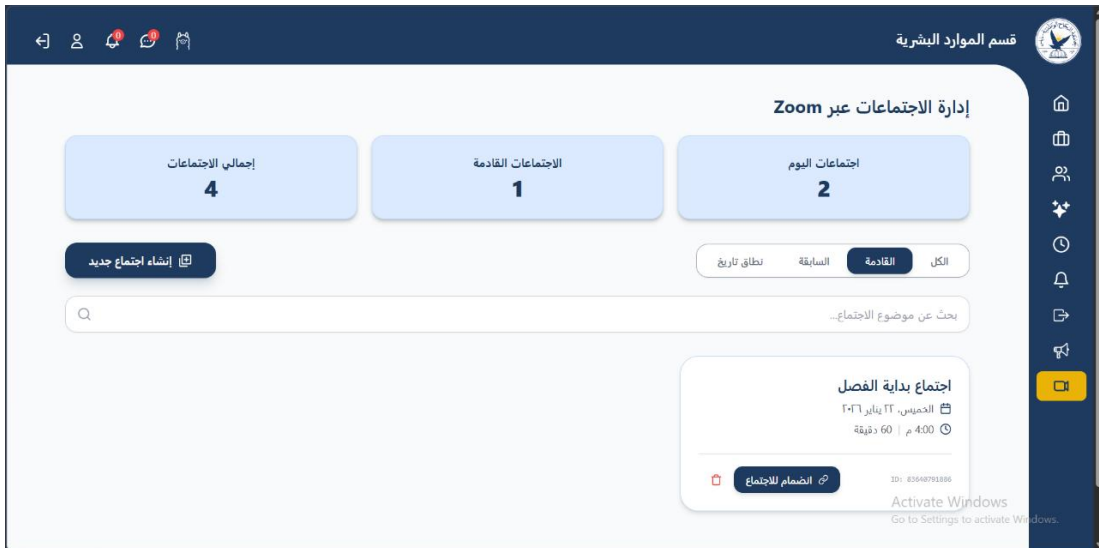 قسم الموارد البشرية
0
0
إدارة الاجتماعات عبر Zoom
اجتماعات اليوم
2
الاجتماعات القادمة
1
إجمالي الاجتماعات
4
الكل
القادمة
السابقة
نطاق تاريخ
إنشاء اجتماع جديد
بحث عن موضوع الاجتماع...
اجتماع بداية الفصل
الخميس، ٢٢ يناير ٢٠٢٦
4:00 م | 60 دقيقة
انضمام للاجتماع
Activate Windows
Go to Settings to activate Windows.